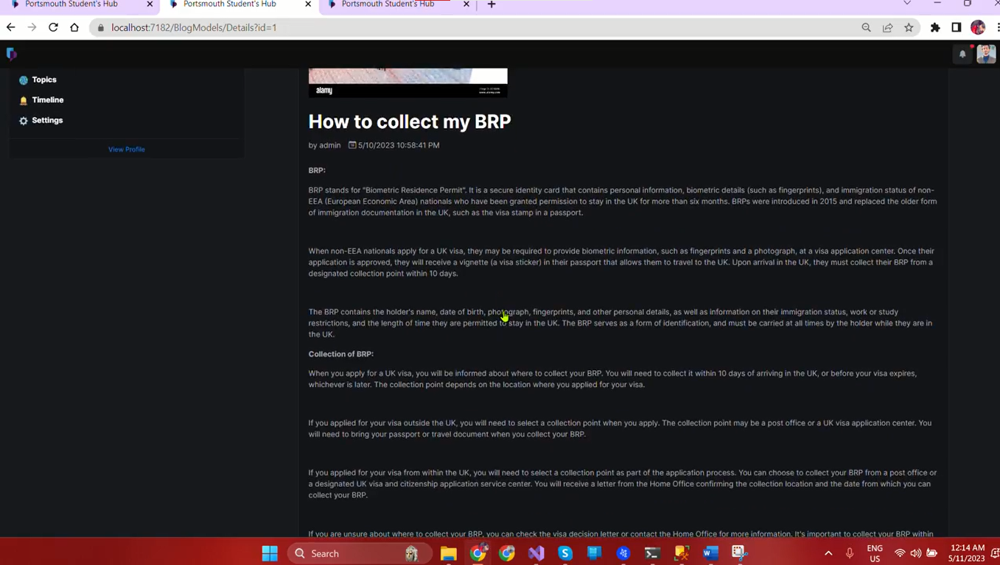 Portsmouth Student's Hub
Portsmouth Student's Hub
Portsmouth Student's Hub
localhost:7182/BlogModels/Details?id=1
Topics
Timeline
Settings
View Profile
alamy
www.alamy.com
How to collect my BRP
by admin 5/10/2023 10:58:41 PM
BRP:
BRP stands for "Biometric Residence Permit". It is a secure identity card that contains personal information, biometric details (such as fingerprints), and immigration status of non-
EEA (European Economic Area) nationals who have been granted permission to stay in the UK for more than six months. BRPs were introduced in 2015 and replaced the older form
of immigration documentation in the UK, such as the visa stamp in a passport.
When non-EEA nationals apply for a UK visa, they may be required to provide biometric information, such as fingerprints and a photograph, at a visa application center. Once their
application is approved, they will receive a vignette (a visa sticker) in their passport that allows them to travel to the UK. Upon arrival in the UK, they must collect their BRP from a
designated collection point within 10 days.
The BRP contains the holder's name, date of birth, photograph, fingerprints, and other personal details, as well as information on their immigration status, work or study
restrictions, and the length of time they are permitted to stay in the UK. The BRP serves as a form of identification, and must be carried at all times by the holder while they are in
the UK.
Collection of BRP:
When you apply for a UK visa, you will be informed about where to collect your BRP. You will need to collect it within 10 days of arriving in the UK, or before your visa expires,
whichever is later. The collection point depends on the location where you applied for your visa.
If you applied for your visa outside the UK, you will need to select a collection point when you apply. The collection point may be a post office or a UK visa application center. You
will need to bring your passport or travel document when you collect your BRP.
If you applied for your visa from within the UK, you will need to select a collection point as part of the application process. You can choose to collect your BRP from a post office or
a designated UK visa and citizenship application service center. You will receive a letter from the Home Office confirming the collection location and the date from which you can
collect your BRP.
If you are unsure about where to collect your BRP, you can check the visa decision letter or contact the Home Office for more information. It's important to collect your BRP within
Search
ENG
US
12:14 AM
5/11/2023